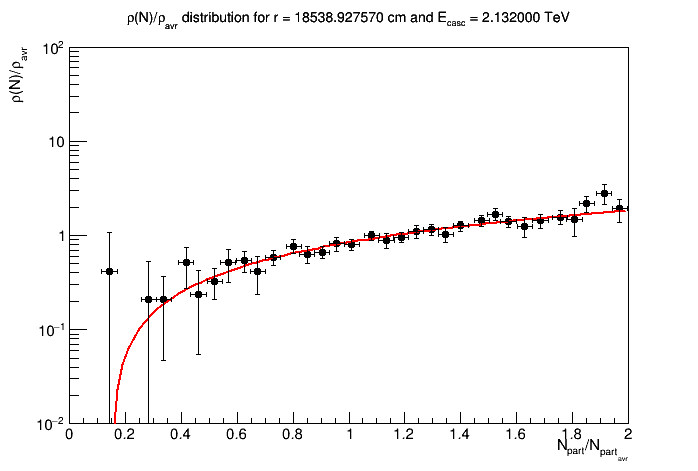 ρ(N)/ρavr distribution for r = 18538.927570 cm and Ecasc = 2.132000 TeV
ρ(N)/ρavr
10²
10
1
10⁻¹
10⁻²
0 0.2 0.4 0.6 0.8 1 1.2 1.4 1.6 1.8 2
Npart/Npartavr